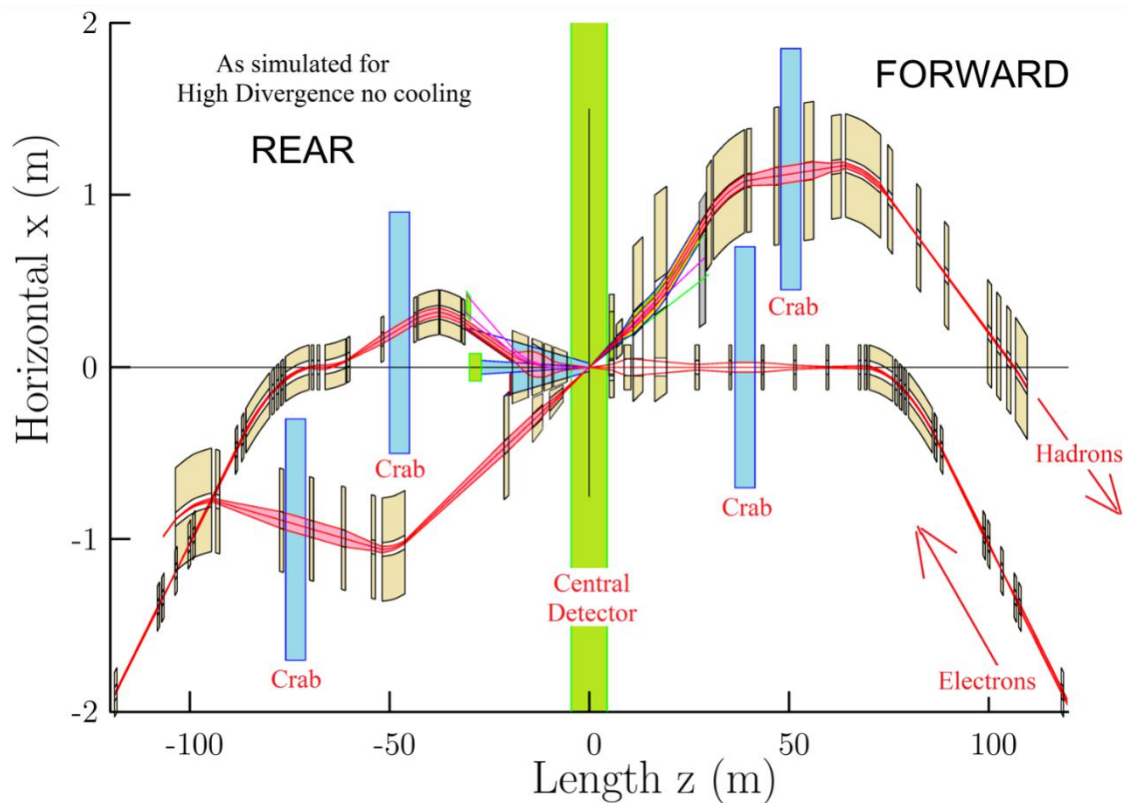 2
As simulated for
High Divergence no cooling
FORWARD
REAR
1
Crab
0
Crab
Crab
Hadrons
-1
Central
Detector
Crab
Electrons
-2
-100
-50
0
50
100
Horizontal x (m)
Length z (m)